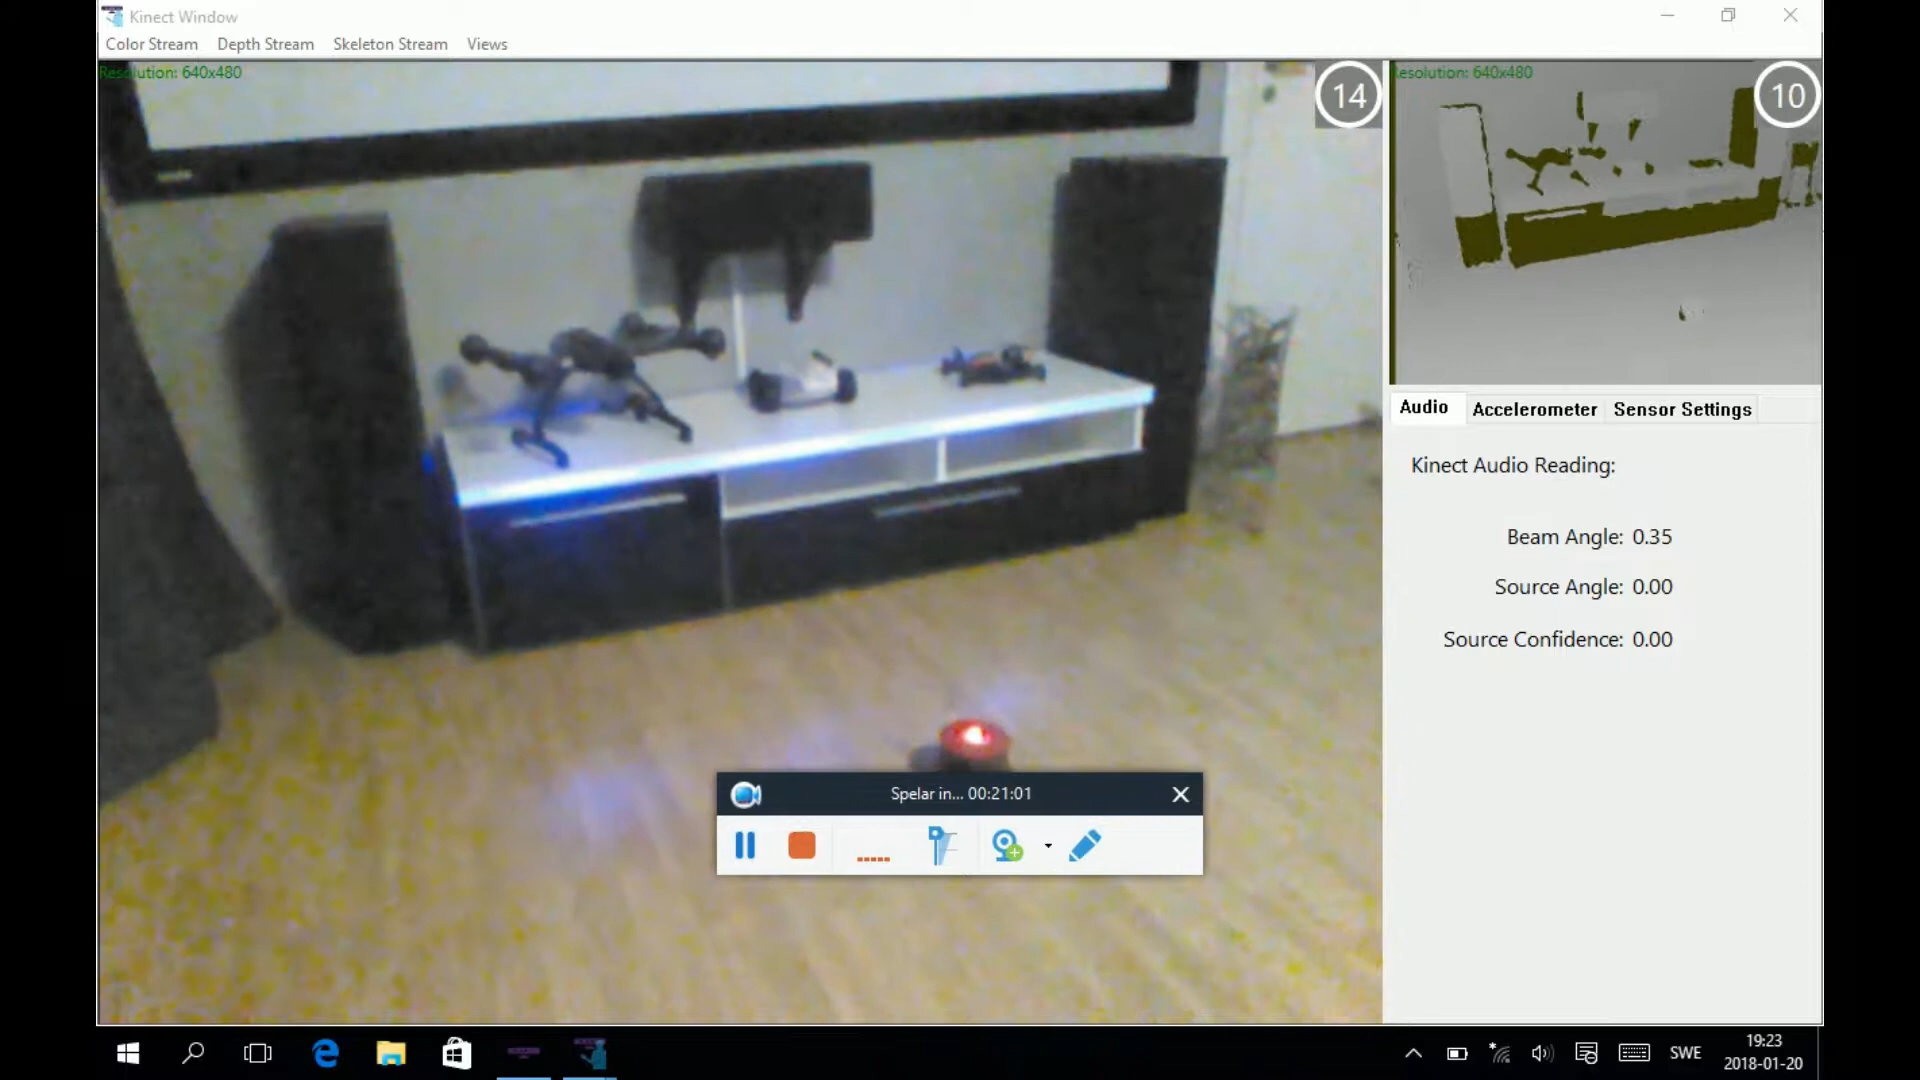 Kinect Window
Color Stream Depth Stream Skeleton Stream Views
Resolution: 640x480
14
Resolution: 640x480
10
Audio Accelerometer Sensor Settings
Kinect Audio Reading:
Beam Angle: 0.35
Source Angle: 0.00
Source Confidence: 0.00
Spelar in... 00:21:01
SWE
19:23
2018-01-20